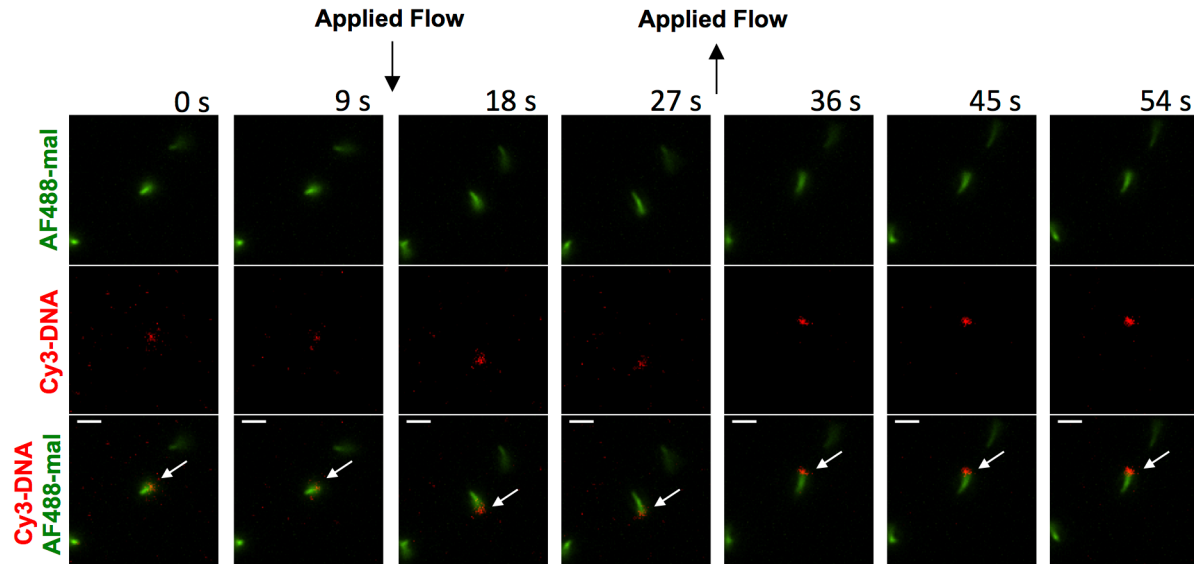 Applied Flow
Applied Flow
0 s
9 s
18 s
27 s
36 s
45 s
54 s
AF488-mal
Cy3-DNA
Cy3-DNA
AF488-mal